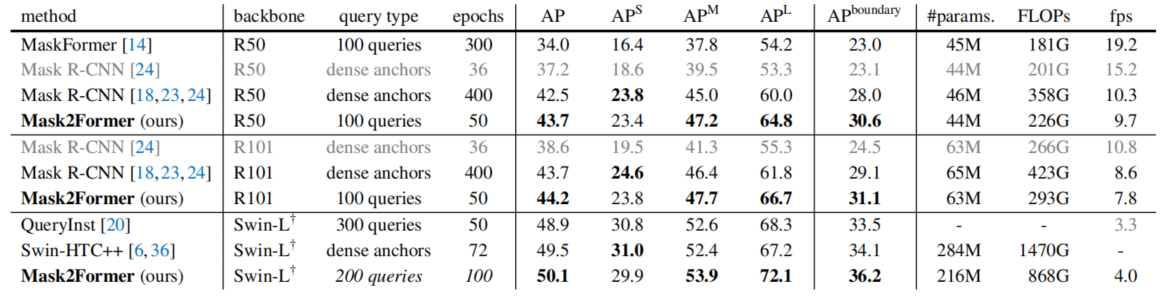 method backbone query type epochs AP AP^S AP^M AP^L AP^boundary #params. FLOPs fps
MaskFormer [14] R50 100 queries 300 34.0 16.4 37.8 54.2 23.0 45M 181G 19.2
Mask R-CNN [24] R50 dense anchors 36 37.2 18.6 39.5 53.3 23.1 44M 201G 15.2
Mask R-CNN [18,23,24] R50 dense anchors 400 42.5 23.8 45.0 60.0 28.0 46M 358G 10.3
Mask2Former (ours) R50 100 queries 50 43.7 23.4 47.2 64.8 30.6 44M 226G 9.7
Mask R-CNN [24] R101 dense anchors 36 38.6 19.5 41.3 55.3 24.5 63M 266G 10.8
Mask R-CNN [18,23,24] R101 dense anchors 400 43.7 24.6 46.4 61.8 29.1 65M 423G 8.6
Mask2Former (ours) R101 100 queries 50 44.2 23.8 47.7 66.7 31.1 63M 293G 7.8
QueryInst [20] Swin-L† 300 queries 50 48.9 30.8 52.6 68.3 33.5 - - 3.3
Swin-HTC++ [6,36] Swin-L† dense anchors 72 49.5 31.0 52.4 67.2 34.1 284M 1470G -
Mask2Former (ours) Swin-L† 200 queries 100 50.1 29.9 53.9 72.1 36.2 216M 868G 4.0